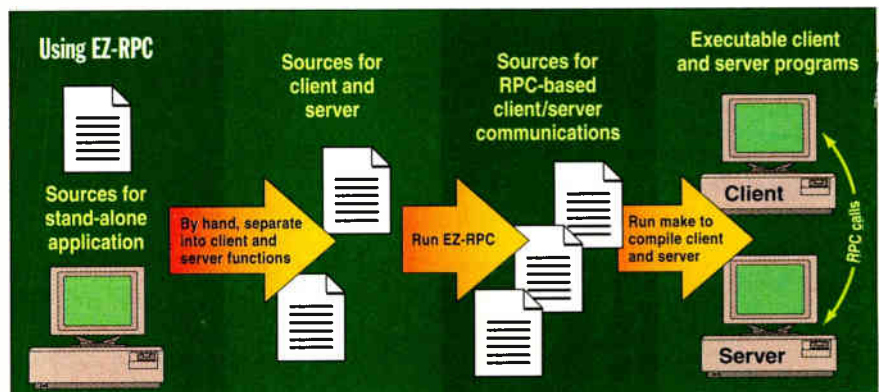 Using EZ-RPC
Sources for
stand-alone
application
By hand, separate
into client and
server functions
Sources for
client and
server
Run EZ-RPC
Sources for
RPC-based
client/server
communications
Run make to
compile client
and server
Executable client
and server programs
Client
RPC calls
Server